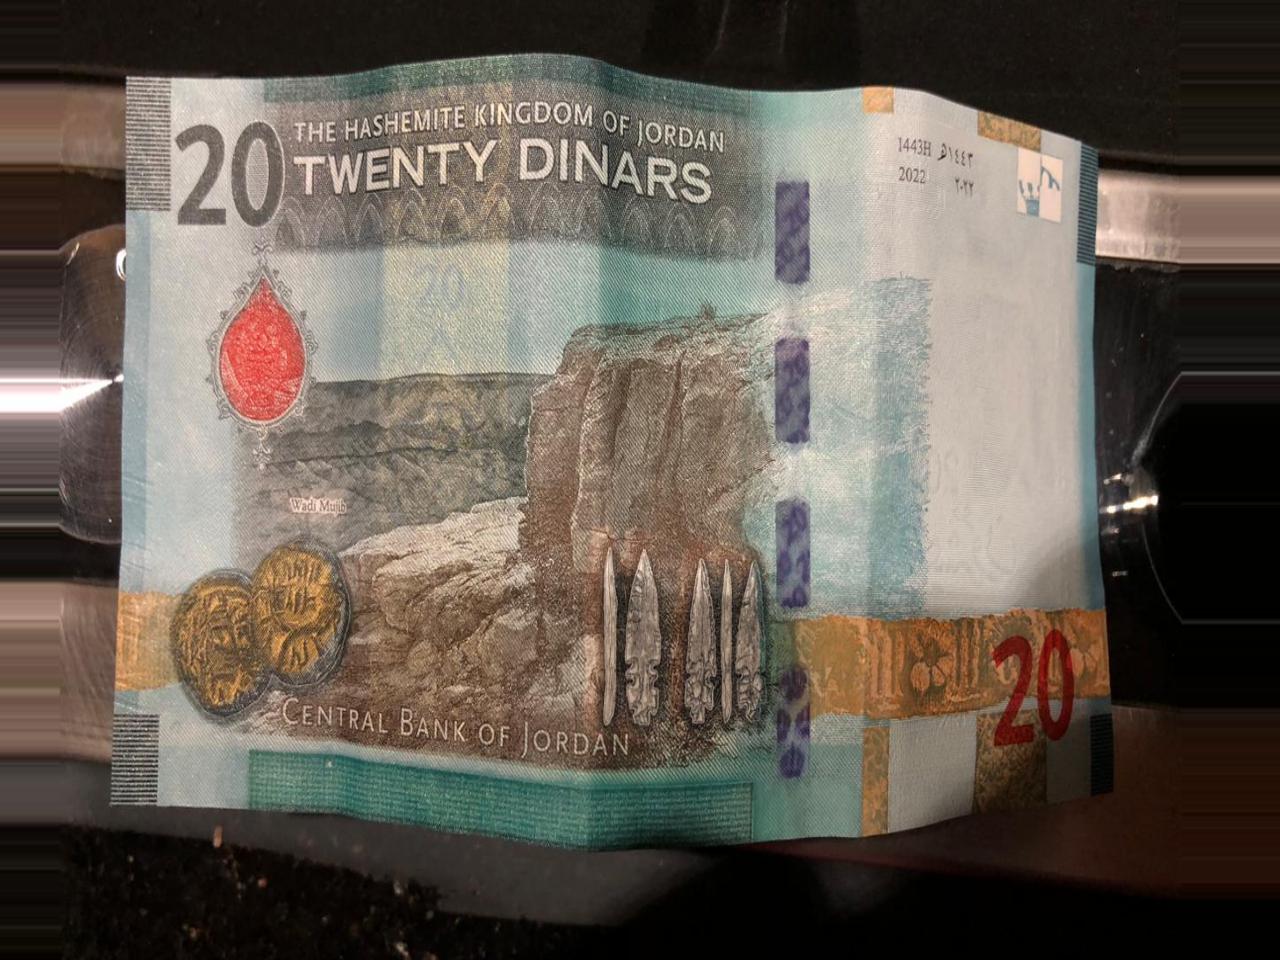 20
THE HASHEMITE KINGDOM OF JORDAN
TWENTY DINARS
1443H ١٤٤٣هـ
2022 ٢٠٢٢
20
Wadi Mujib
CENTRAL BANK OF JORDAN
20